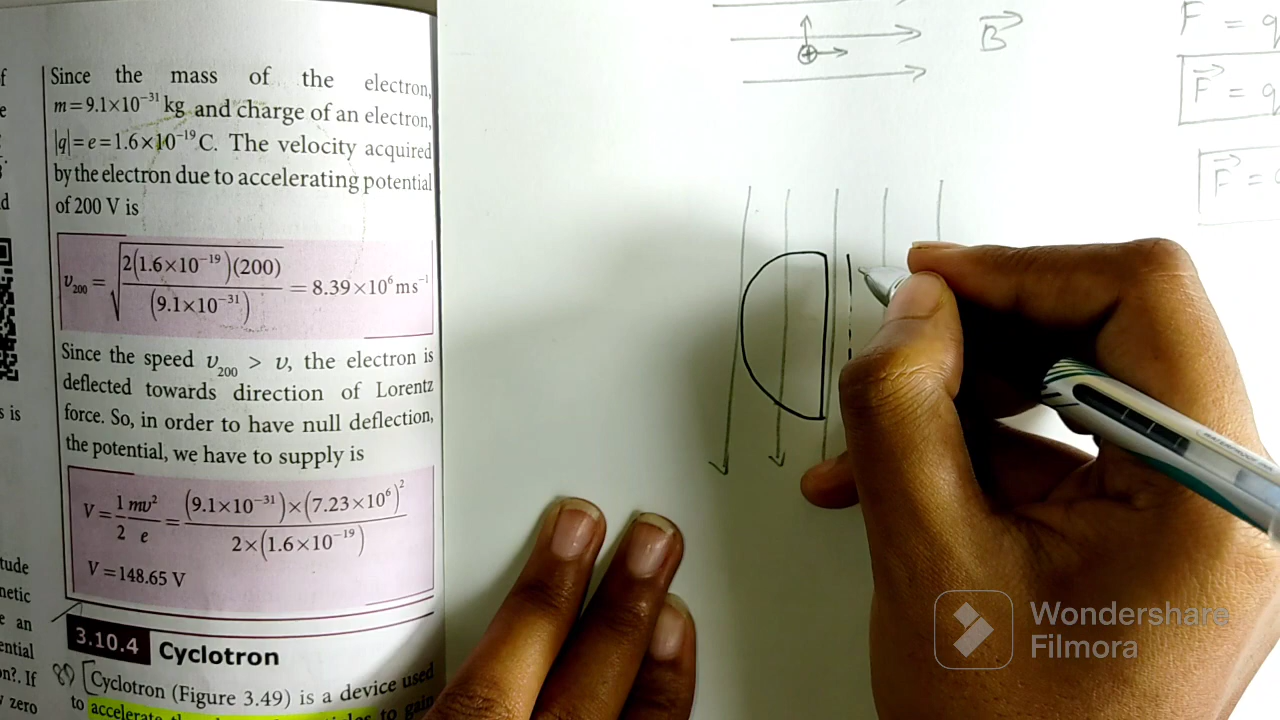 Since the mass of the electron,
m = 9.1×10⁻³¹ kg and charge of an electron,
|q| = e = 1.6×10⁻¹⁹ C. The velocity acquired
by the electron due to accelerating potential
of 200 V is
υ₂₀₀ = √(2(1.6×10⁻¹⁹)(200) / (9.1×10⁻³¹)) = 8.39×10⁶ ms⁻¹
Since the speed υ₂₀₀ > υ, the electron is
deflected towards direction of Lorentz
force. So, in order to have null deflection,
the potential, we have to supply is
V = 1/2 mυ²/e = (9.1×10⁻³¹)×(7.23×10⁶)² / 2×(1.6×10⁻¹⁹)
V = 148.65 V
3.10.4 Cyclotron
Cyclotron (Figure 3.49) is a device used
to accelerate
to gain
B⃗
F = q
F⃗ = q
F⃗ =
Wondershare
Filmora